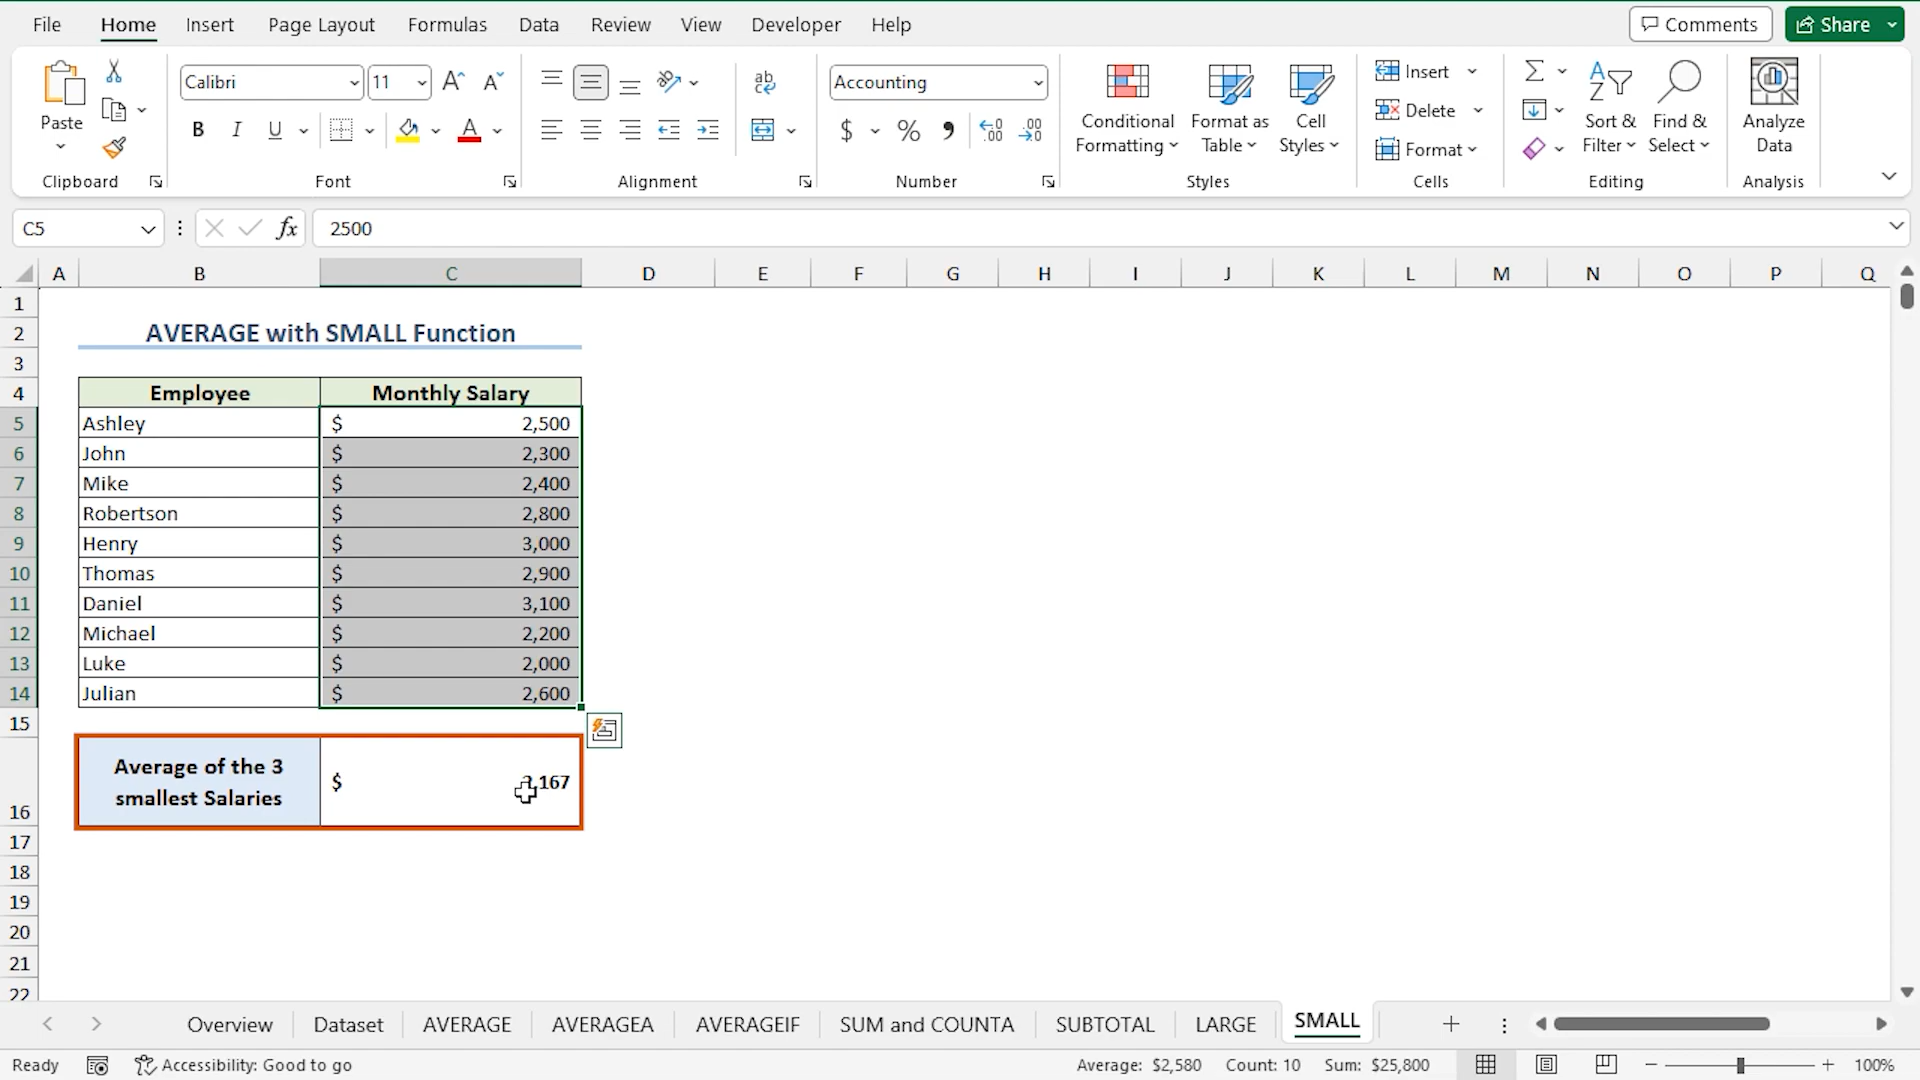 File Home Insert Page Layout Formulas Data Review View Developer Help Comments Share
Paste
Clipboard
Calibri 11
B I U A
Font
ab
Alignment
Accounting
$ % ,
Number
Conditional Formatting
Format as Table
Cell Styles
Styles
Insert
Delete
Format
Cells
Sort & Filter
Find & Select
Editing
Analyze Data
Analysis
C5 fx 2500
A B C D E F G H I J K L M N O P Q
1
2 AVERAGE with SMALL Function
3
4 Employee Monthly Salary
5 Ashley $ 2,500
6 John $ 2,300
7 Mike $ 2,400
8 Robertson $ 2,800
9 Henry $ 3,000
10 Thomas $ 2,900
11 Daniel $ 3,100
12 Michael $ 2,200
13 Luke $ 2,000
14 Julian $ 2,600
15
Average of the 3
smallest Salaries
$
16
17
18
19
20
21
22
Overview Dataset AVERAGE AVERAGEA AVERAGEIF SUM and COUNTA SUBTOTAL LARGE SMALL
Ready Accessibility: Good to go Average: $2,580 Count: 10 Sum: $25,800 100%